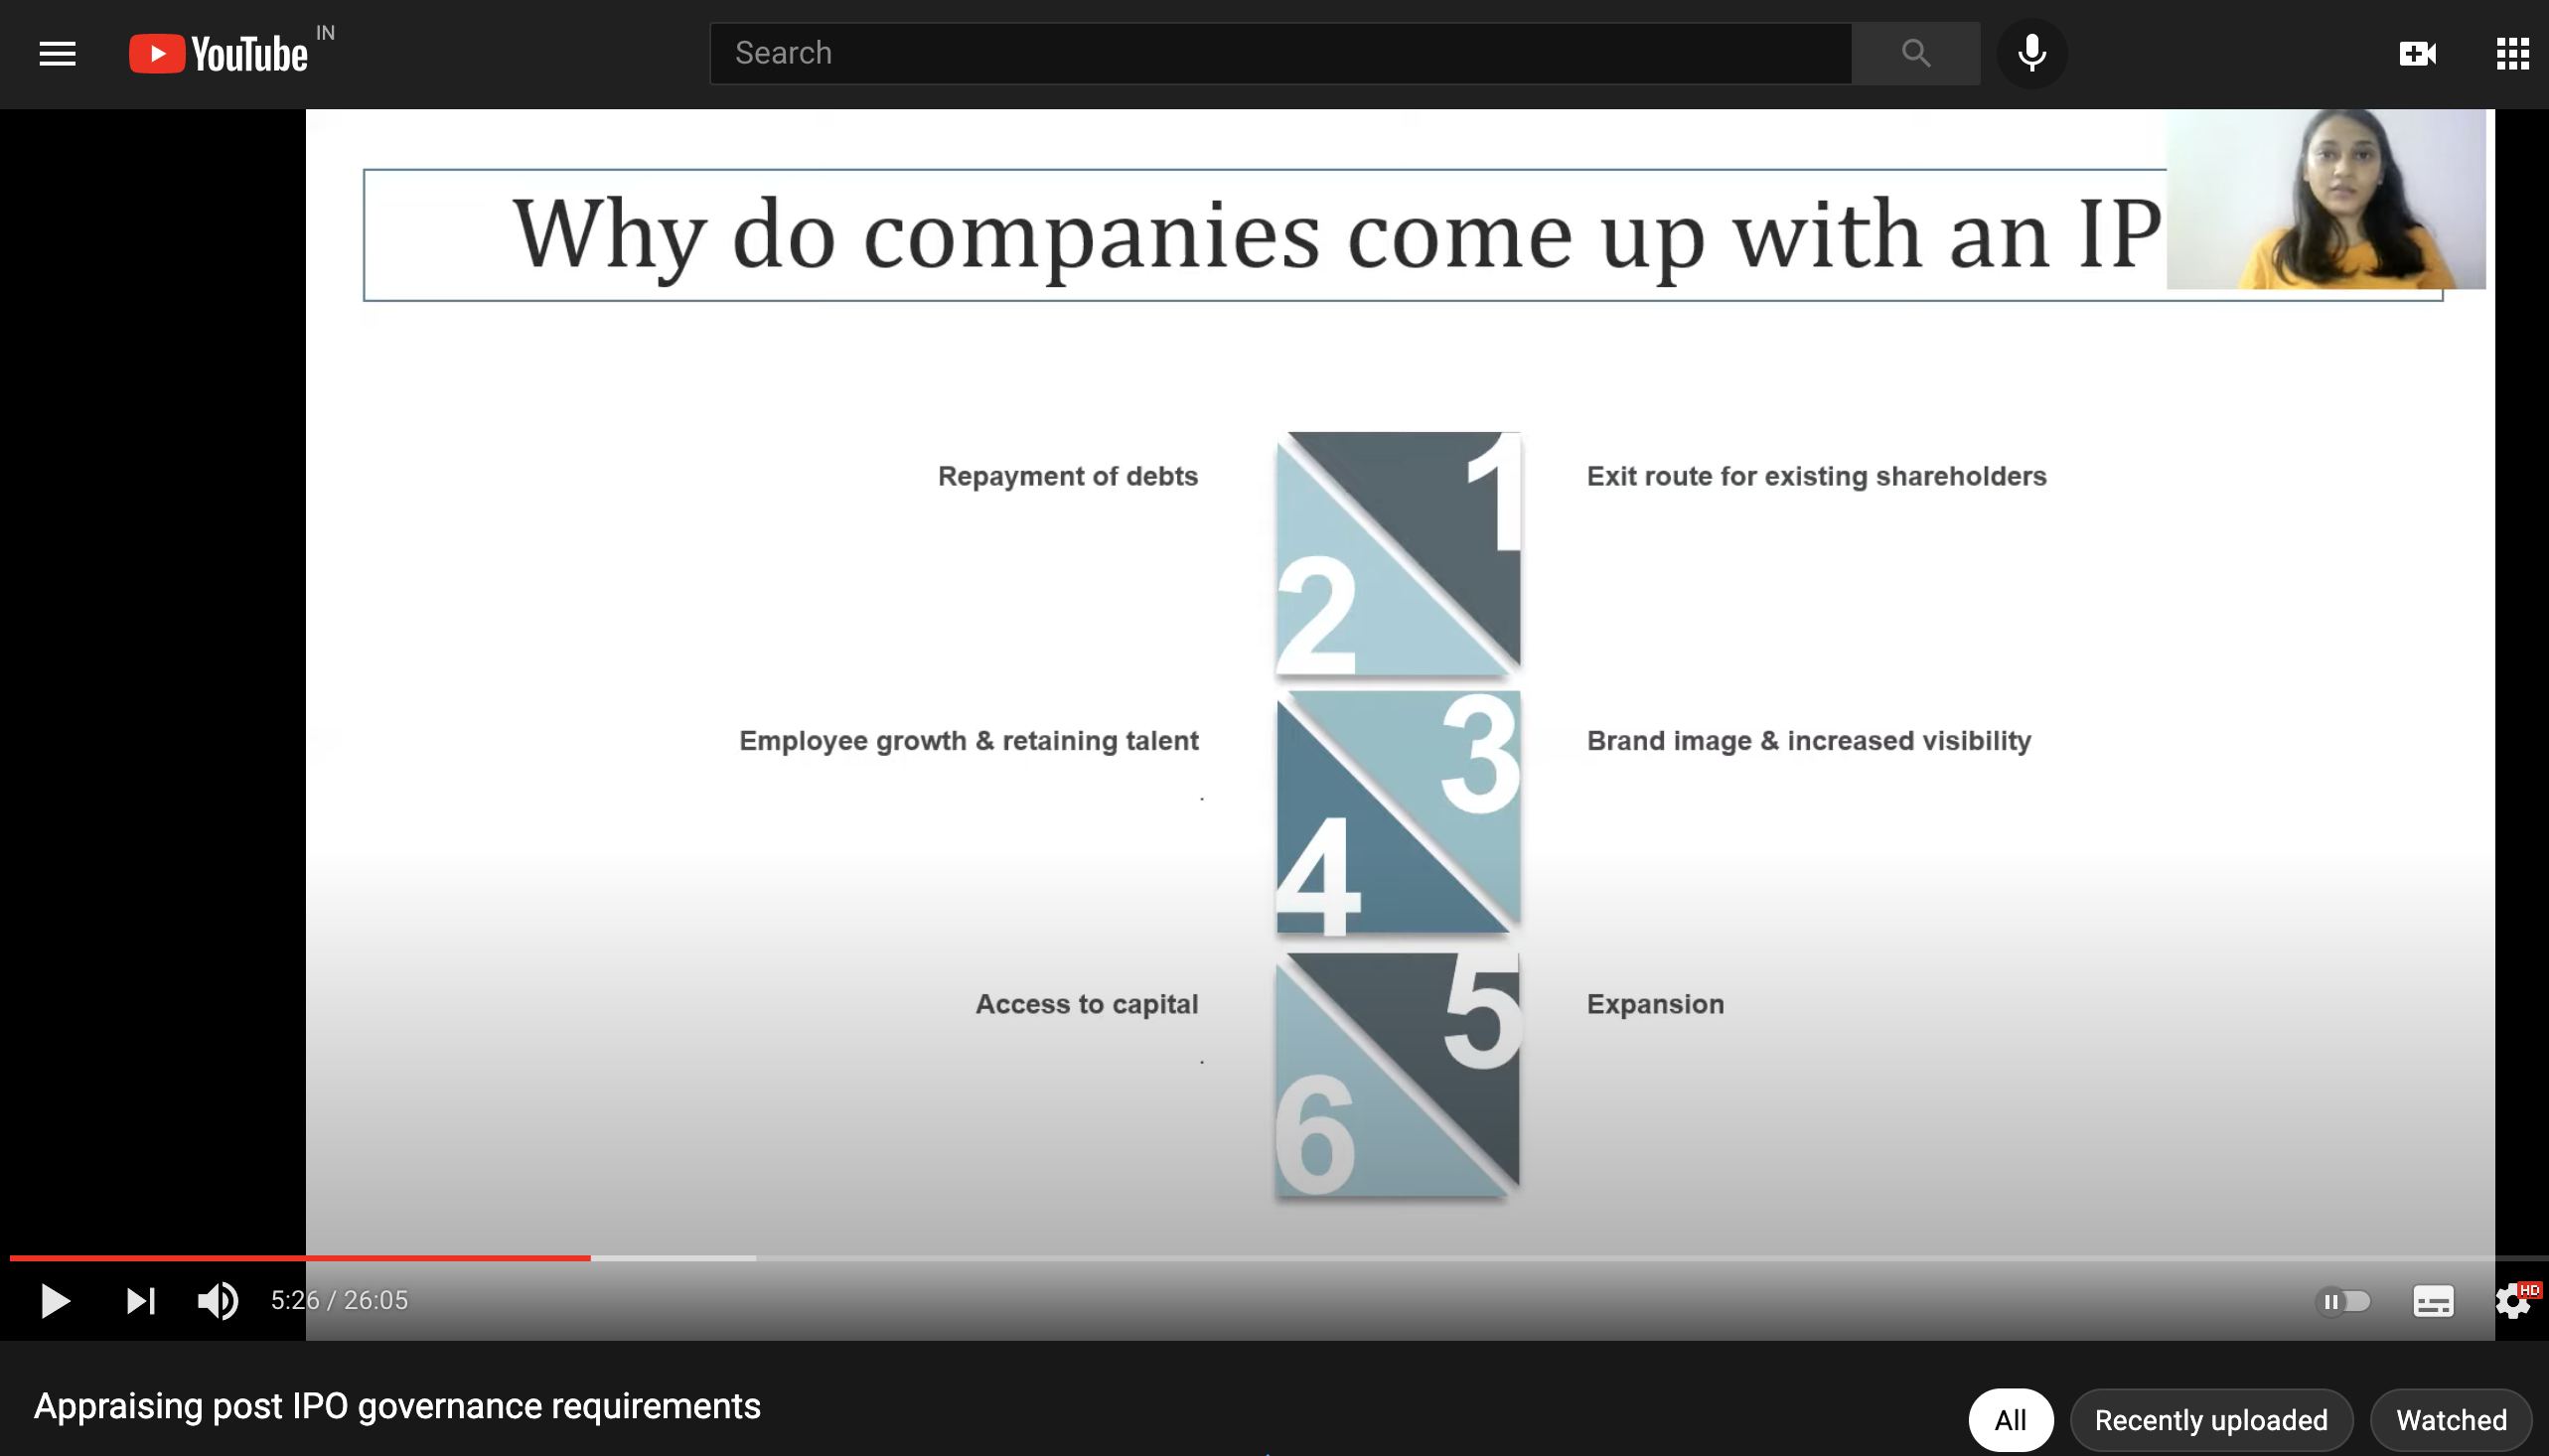 YouTube IN
Search
Why do companies come up with an IP
Repayment of debts
1
Exit route for existing shareholders
2
Employee growth & retaining talent
3
Brand image & increased visibility
.
4
Access to capital
5
Expansion
.
6
5:26 / 26:05
HD
Appraising post IPO governance requirements
All
Recently uploaded
Watched